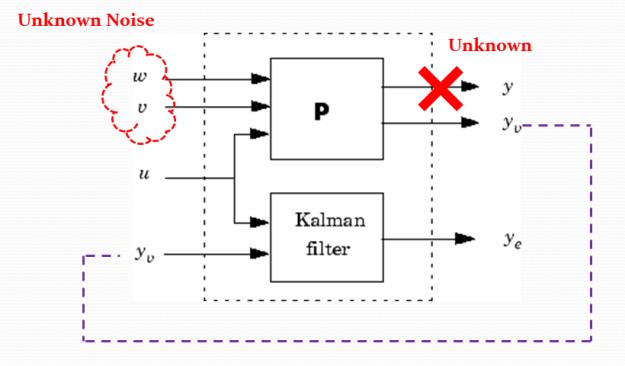 Unknown Noise
Unknown
w
v
u
y_v
P
Kalman
filter
y
y_v
y_e